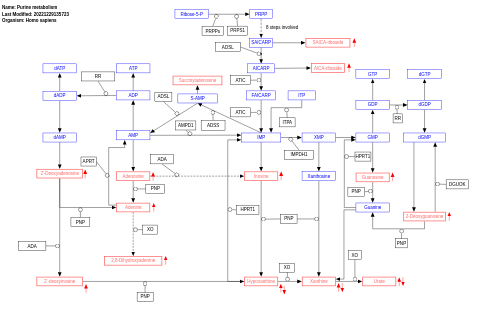 Name: Purine metabolism
Last Modified: 20221229135723
Organism: Homo sapiens
Ribose-5-P
PRPP
PRPPs
PRPS1
8 steps involved
ADSL
SAICARP
SAICA-riboside
AICARP
AICA-riboside
dATP
ATP
RR
Succinyladenosine
ATIC
GTP
dGTP
dADP
ADP
ADSL
S-AMP
FAICARP
ITP
GDP
dGDP
ATIC
RR
AMPD1
ADSS
ITPA
dAMP
AMP
IMP
XMP
GMP
dGMP
IMPDH1
APRT
ADA
HPRT1
2'-Deoxyadenosine
Adenosine
Inosine
Xanthosine
Guanosine
PNP
PNP
DGUOK
Adenine
HPRT1
Guanine
PNP
PNP
2-Deoxyguanosine
XO
ADA
PNP
XO
2,8-Dihydroxyadenine
XO
2'-deoxyinosine
Hypoxanthine
Xanthine
Urate
PNP